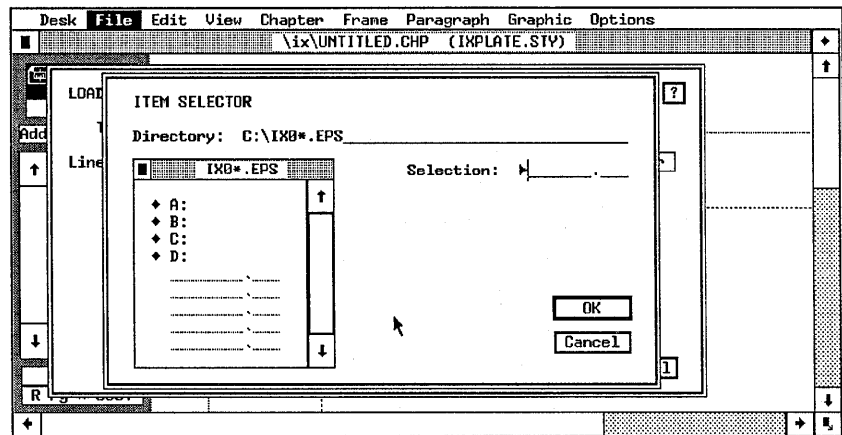 Desk File Edit View Chapter Frame Paragraph Graphic Options
\ix\UNTITLED.CHP (IXPLATE.STY)
LOAD
?
ITEM SELECTOR
Directory: C:\IX0*.EPS
Add
Line
IX0*.EPS
Selection:
A:
B:
C:
D:
OK
Cancel
R